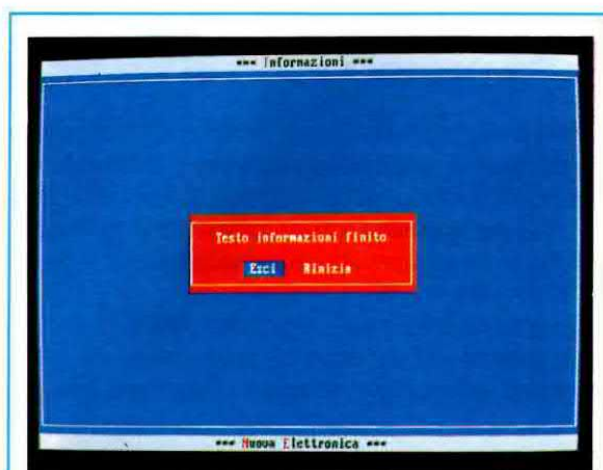 *** Informazioni ***
Testo informazioni finito
Esci Rinizia
*** Nuova Elettronica ***